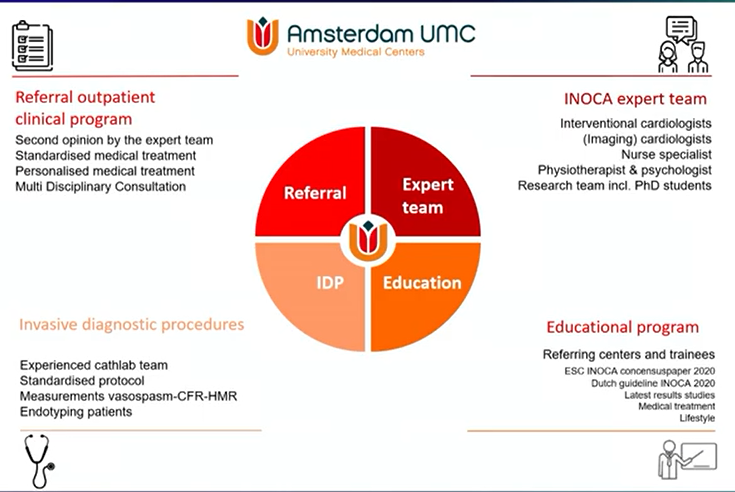 Amsterdam UMC
University Medical Centers
Referral outpatient
clinical program
Second opinion by the expert team
Standardised medical treatment
Personalised medical treatment
Multi Disciplinary Consultation
INOCA expert team
Interventional cardiologists
(Imaging) cardiologists
Nurse specialist
Physiotherapist & psychologist
Research team incl. PhD students
Referral
Expert
team
IDP
Education
Invasive diagnostic procedures
Experienced cathlab team
Standardised protocol
Measurements vasospasm-CFR-HMR
Endotyping patients
Educational program
Referring centers and trainees
ESC INOCA concensuspaper 2020
Dutch guideline INOCA 2020
Latest results studies
Medical treatment
Lifestyle